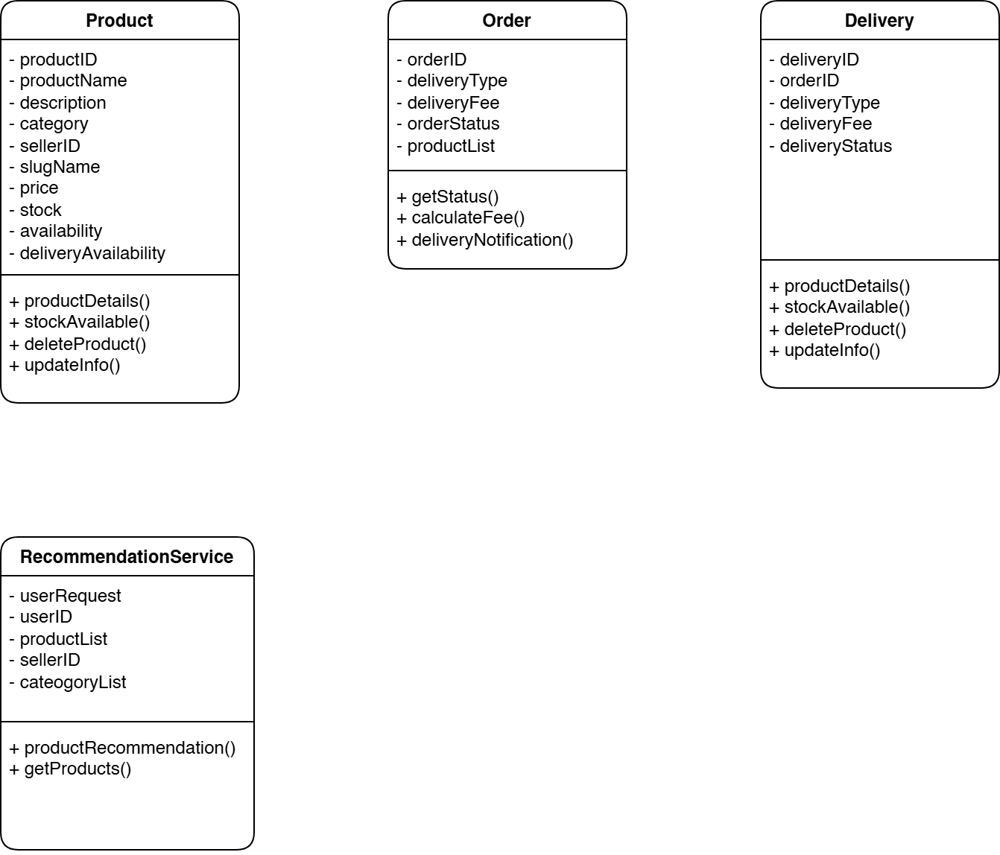 Product
- productID
- productName
- description
- category
- sellerID
- slugName
- price
- stock
- availability
- deliveryAvailability
+ productDetails()
+ stockAvailable()
+ deleteProduct()
+ updateInfo()
Order
- orderID
- deliveryType
- deliveryFee
- orderStatus
- productList
+ getStatus()
+ calculateFee()
+ deliveryNotification()
Delivery
- deliveryID
- orderID
- deliveryType
- deliveryFee
- deliveryStatus
+ productDetails()
+ stockAvailable()
+ deleteProduct()
+ updateInfo()
RecommendationService
- userRequest
- userID
- productList
- sellerID
- cateogoryList
+ productRecommendation()
+ getProducts()